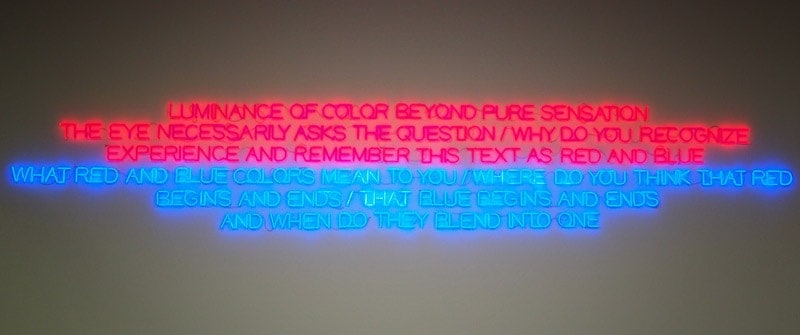 LUMINANCE OF COLOR BEYOND PURE SENSATION
THE EYE NECESSARILY ASKS THE QUESTION / WHY DO YOU RECOGNIZE
EXPERIENCE AND REMEMBER THIS TEXT AS RED AND BLUE
WHAT RED AND BLUE COLORS MEAN TO YOU / WHERE DO YOU THINK THAT RED
BEGINS AND ENDS / THAT BLUE BEGINS AND ENDS
AND WHEN DO THEY BLEND INTO ONE